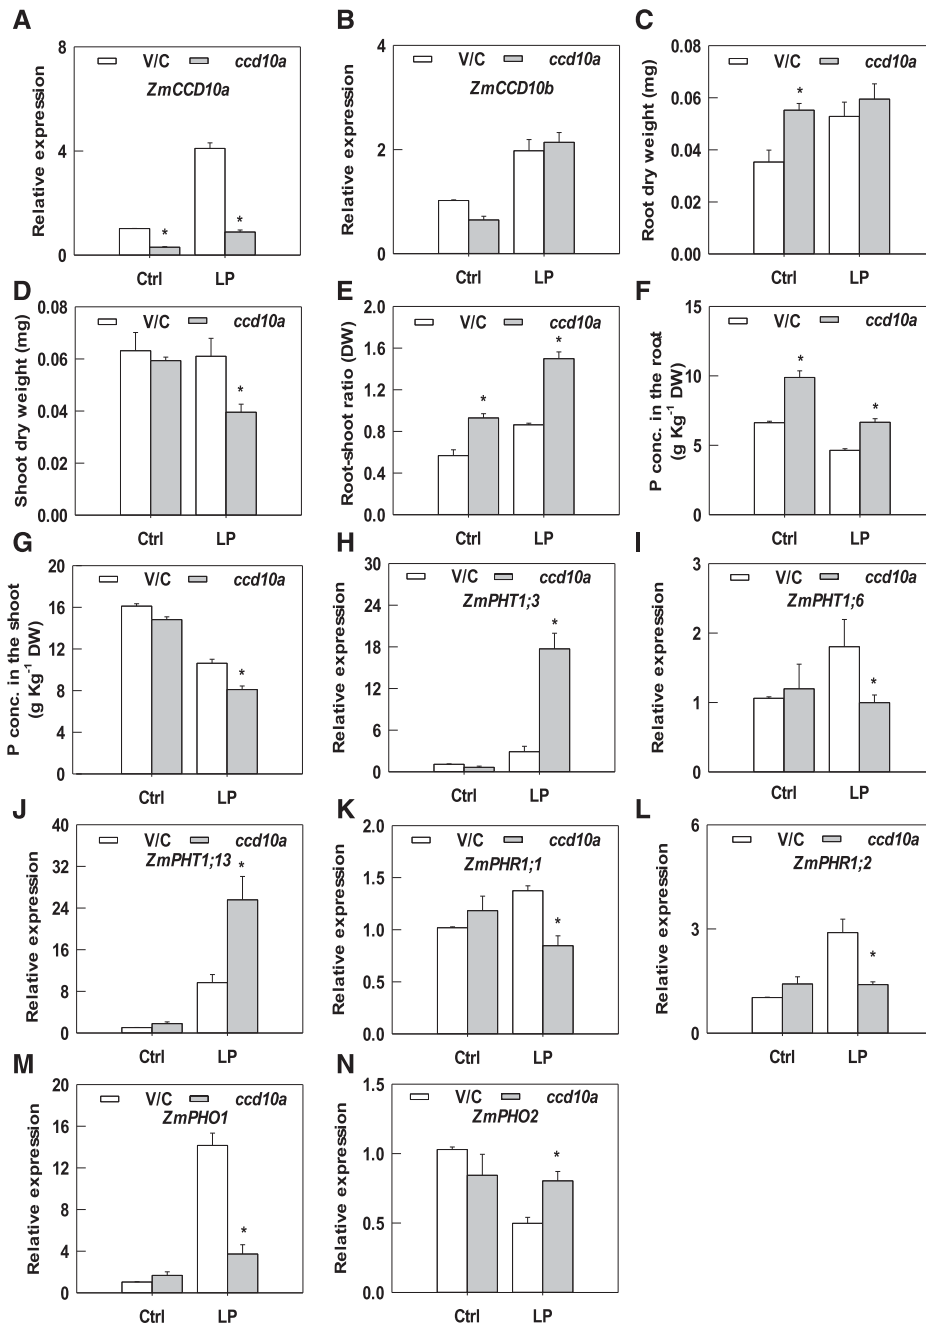 A
Relative expression
8
4
0
V/C ccd10a
ZmCCD10a
*
*
Ctrl LP
B
Relative expression
4
2
0
V/C ccd10a
ZmCCD10b
Ctrl LP
C
Root dry weight (mg)
0.08
0.06
0.04
0.02
0.00
V/C ccd10a
*
Ctrl LP
D
Shoot dry weight (mg)
0.08
0.06
0.04
0.02
0.00
V/C ccd10a
*
Ctrl LP
E
Root-shoot ratio (DW)
2.0
1.6
1.2
0.8
0.4
0.0
V/C ccd10a
*
*
Ctrl LP
F
P conc. in the root
(g Kg-1 DW)
15
10
5
0
V/C ccd10a
*
*
Ctrl LP
G
P conc. in the shoot
(g Kg-1 DW)
20
16
12
8
4
0
V/C ccd10a
*
Ctrl LP
H
Relative expression
30
24
18
12
6
0
V/C ccd10a
ZmPHT1;3
*
Ctrl LP
I
Relative expression
3
2
1
0
V/C ccd10a
ZmPHT1;6
*
Ctrl LP
J
Relative expression
40
32
24
16
8
0
V/C ccd10a
ZmPHT1;13
*
Ctrl LP
K
Relative expression
2.0
1.5
1.0
0.5
0.0
V/C ccd10a
ZmPHR1;1
*
Ctrl LP
L
Relative expression
6
3
0
V/C ccd10a
ZmPHR1;2
*
Ctrl LP
M
Relative expression
20
16
12
8
4
0
V/C ccd10a
ZmPHO1
*
Ctrl LP
N
Relative expression
1.5
1.0
0.5
0.0
V/C ccd10a
ZmPHO2
*
Ctrl LP